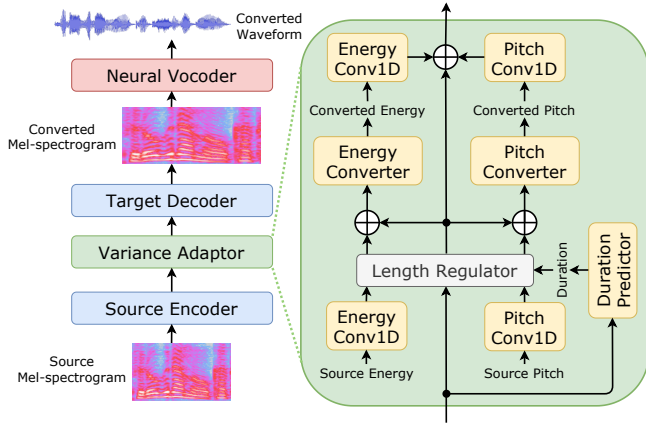 Converted
Waveform
Neural Vocoder
Converted
Mel-spectrogram
Target Decoder
Variance Adaptor
Source Encoder
Source
Mel-spectrogram
Energy
Conv1D
Pitch
Conv1D
Converted Energy
Converted Pitch
Energy
Converter
Pitch
Converter
Length Regulator
Duration
Duration
Predictor
Energy
Conv1D
Pitch
Conv1D
Source Energy
Source Pitch